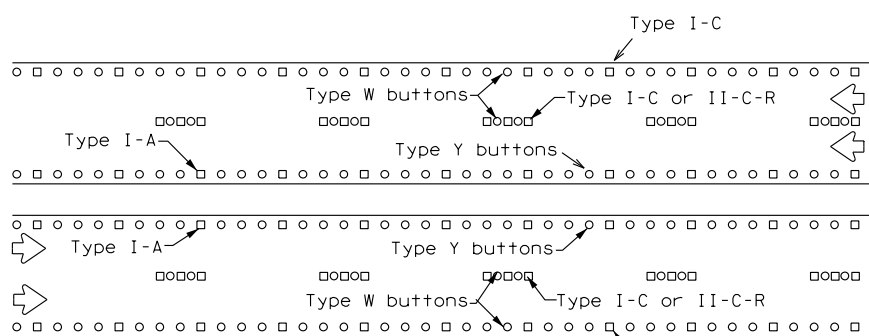 Type I-C
Type W buttons
Type I-C or II-C-R
Type I-A
Type Y buttons
Type I-A
Type Y buttons
Type W buttons
Type I-C or II-C-R